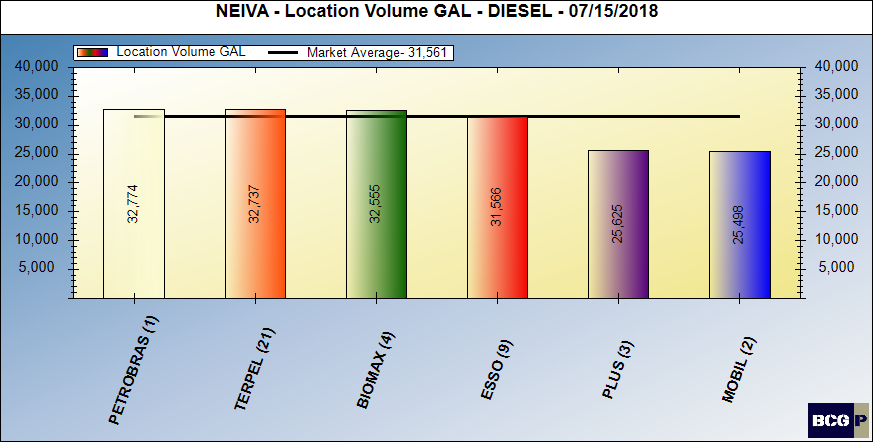 NEIVA - Location Volume GAL - DIESEL - 07/15/2018
Location Volume GAL Market Average- 31,561
40,000 40,000
35,000 35,000
30,000 30,000
25,000 25,000
20,000 20,000
15,000 15,000
10,000 10,000
5,000 5,000
32,774 32,737 32,555 31,566 25,625 25,498
PETROBRAS (1) TERPEL (21) BIOMAX (4) ESSO (9) PLUS (3) MOBIL (2)
BCG P